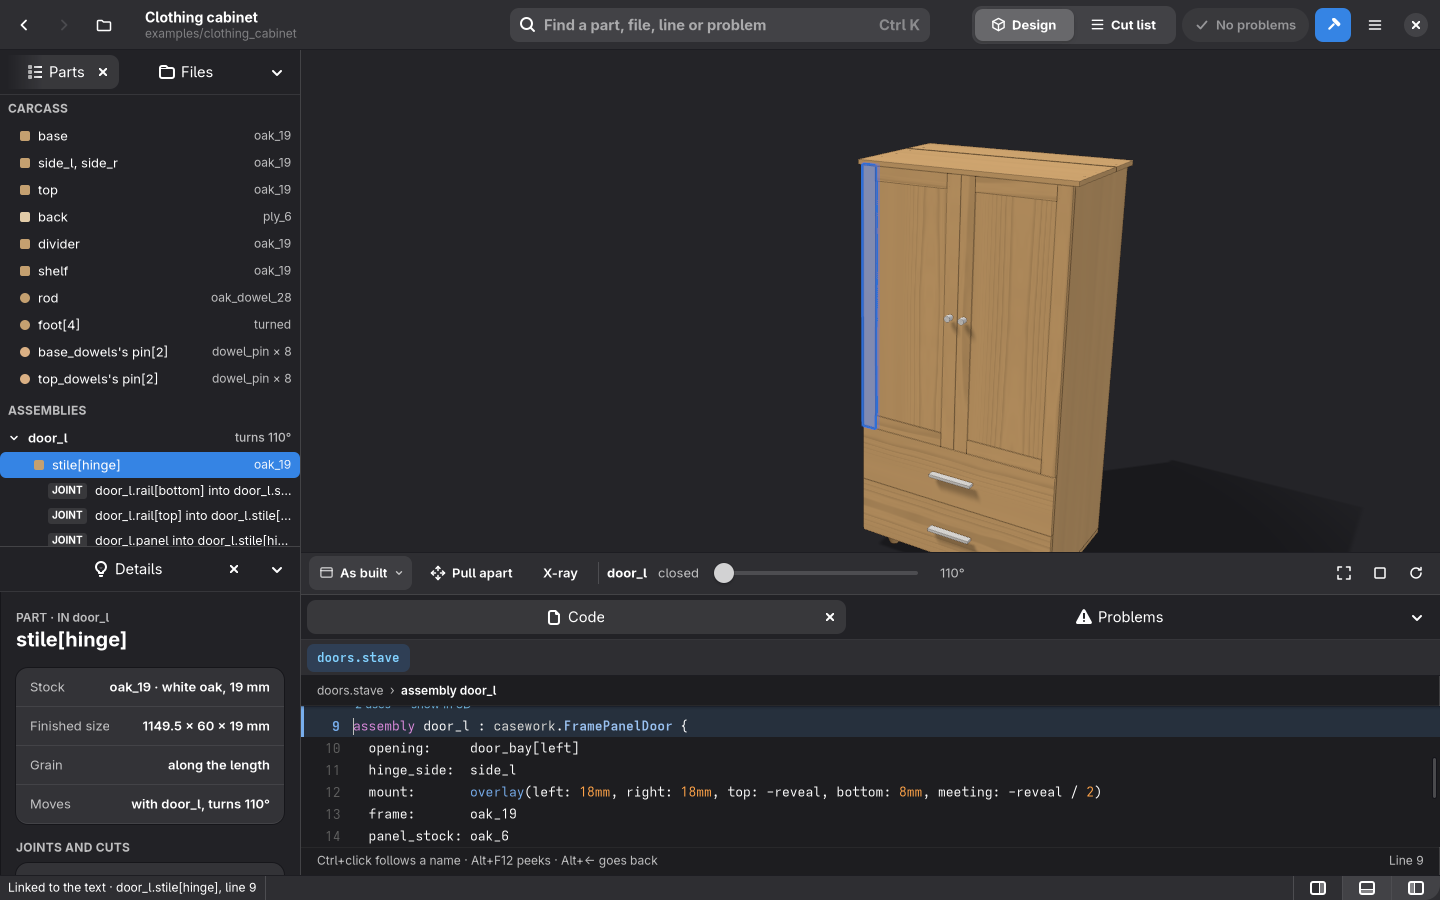 Clothing cabinet
examples/clothing_cabinet
Find a part, file, line or problem
Ctrl K
Design
Cut list
No problems
Parts
Files
CARCASS
base oak_19
side_l, side_r oak_19
top oak_19
back ply_6
divider oak_19
shelf oak_19
rod oak_dowel_28
foot[4] turned
base_dowels's pin[2] dowel_pin × 8
top_dowels's pin[2] dowel_pin × 8
ASSEMBLIES
door_l turns 110°
stile[hinge] oak_19
JOINT door_l.rail[bottom] into door_l.s...
JOINT door_l.rail[top] into door_l.stile[...
JOINT door_l.panel into door_l.stile[hi...
Details
PART · IN door_l
stile[hinge]
Stock oak_19 · white oak, 19 mm
Finished size 1149.5 × 60 × 19 mm
Grain along the length
Moves with door_l, turns 110°
JOINTS AND CUTS
As built
Pull apart
X-ray
door_l closed
110°
Code
Problems
doors.stave
doors.stave › assembly door_l
9 assembly door_l : casework.FramePanelDoor {
10 opening: door_bay[left]
11 hinge_side: side_l
12 mount: overlay(left: 18mm, right: 18mm, top: -reveal, bottom: 8mm, meeting: -reveal / 2)
13 frame: oak_19
14 panel_stock: oak_6
Ctrl+click follows a name · Alt+F12 peeks · Alt+← goes back
Line 9
Linked to the text · door_l.stile[hinge], line 9